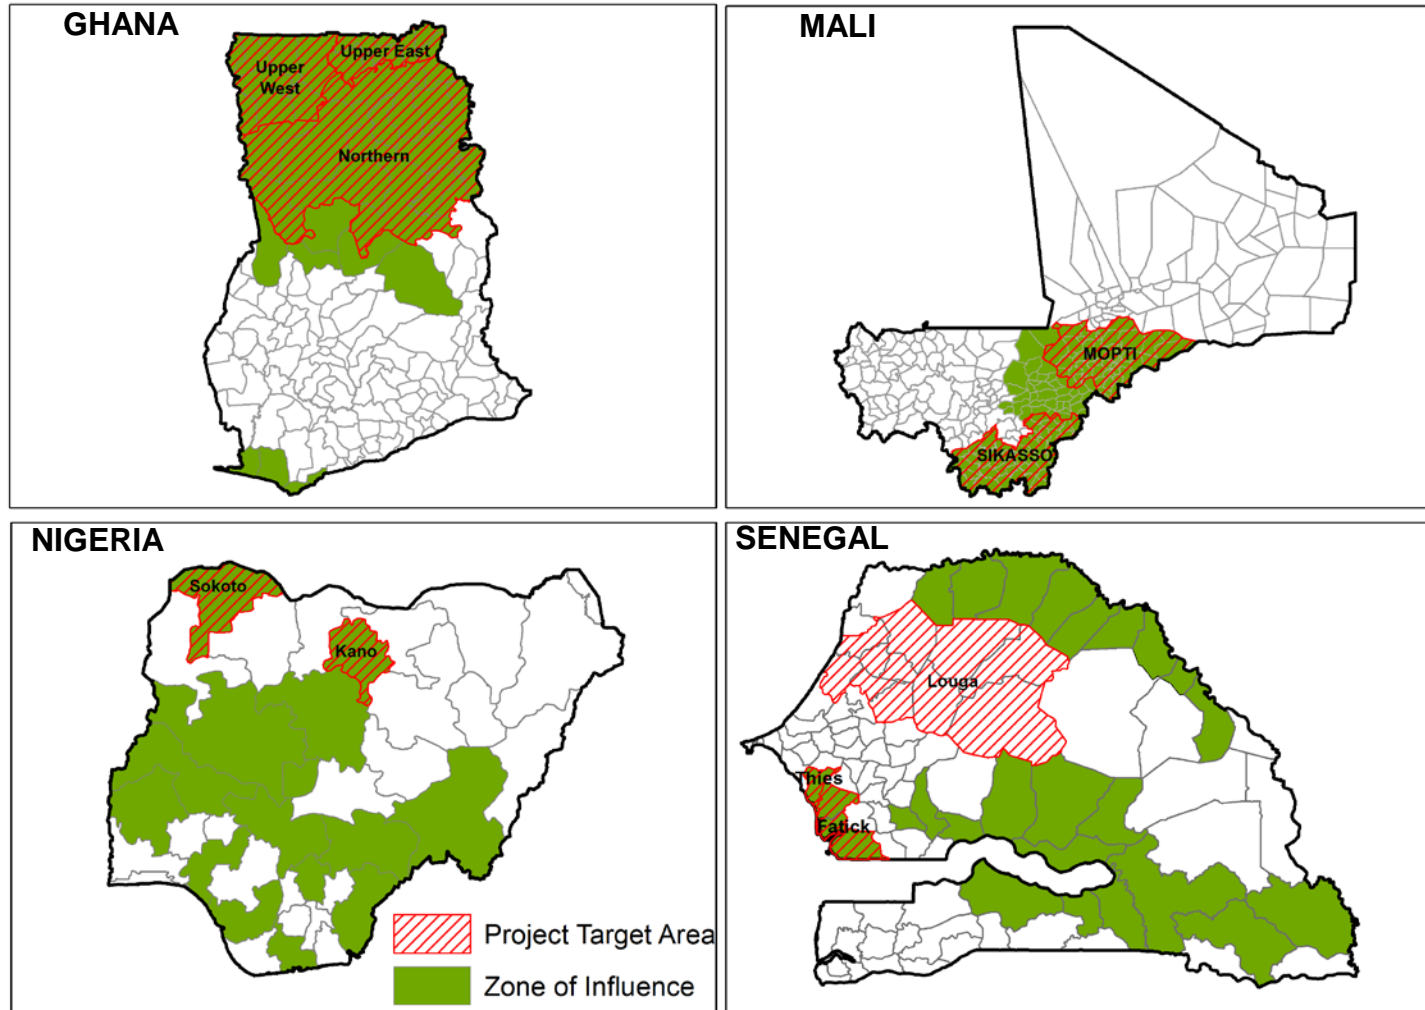 GHANA
Upper East
Upper
West
Northern
MALI
MOPTI
SIKASSO
NIGERIA
Sokoto
Kano
Project Target Area
Zone of Influence
SENEGAL
Louga
Thies
Fatick